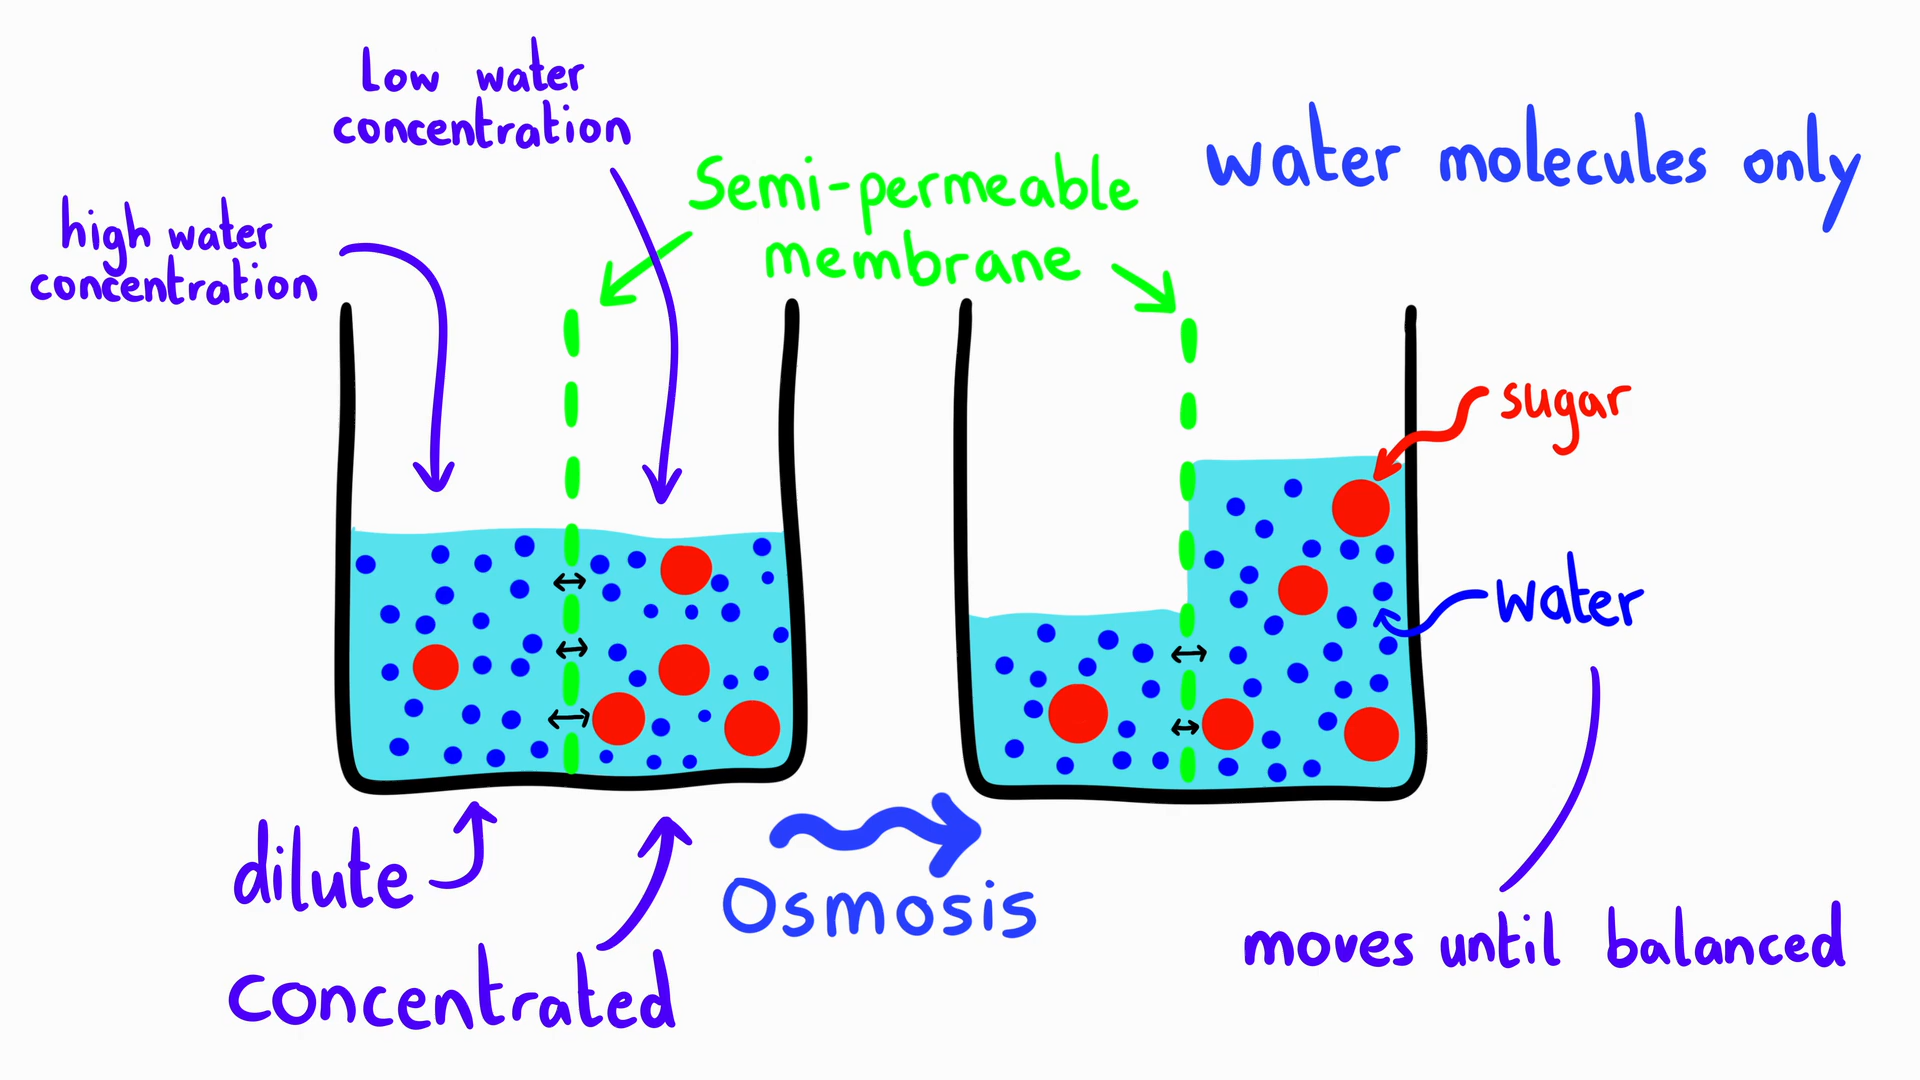 Low water
concentration
high water
concentration
Semi-permeable
membrane
water molecules only
sugar
water
dilute
concentrated
Osmosis
moves until balanced